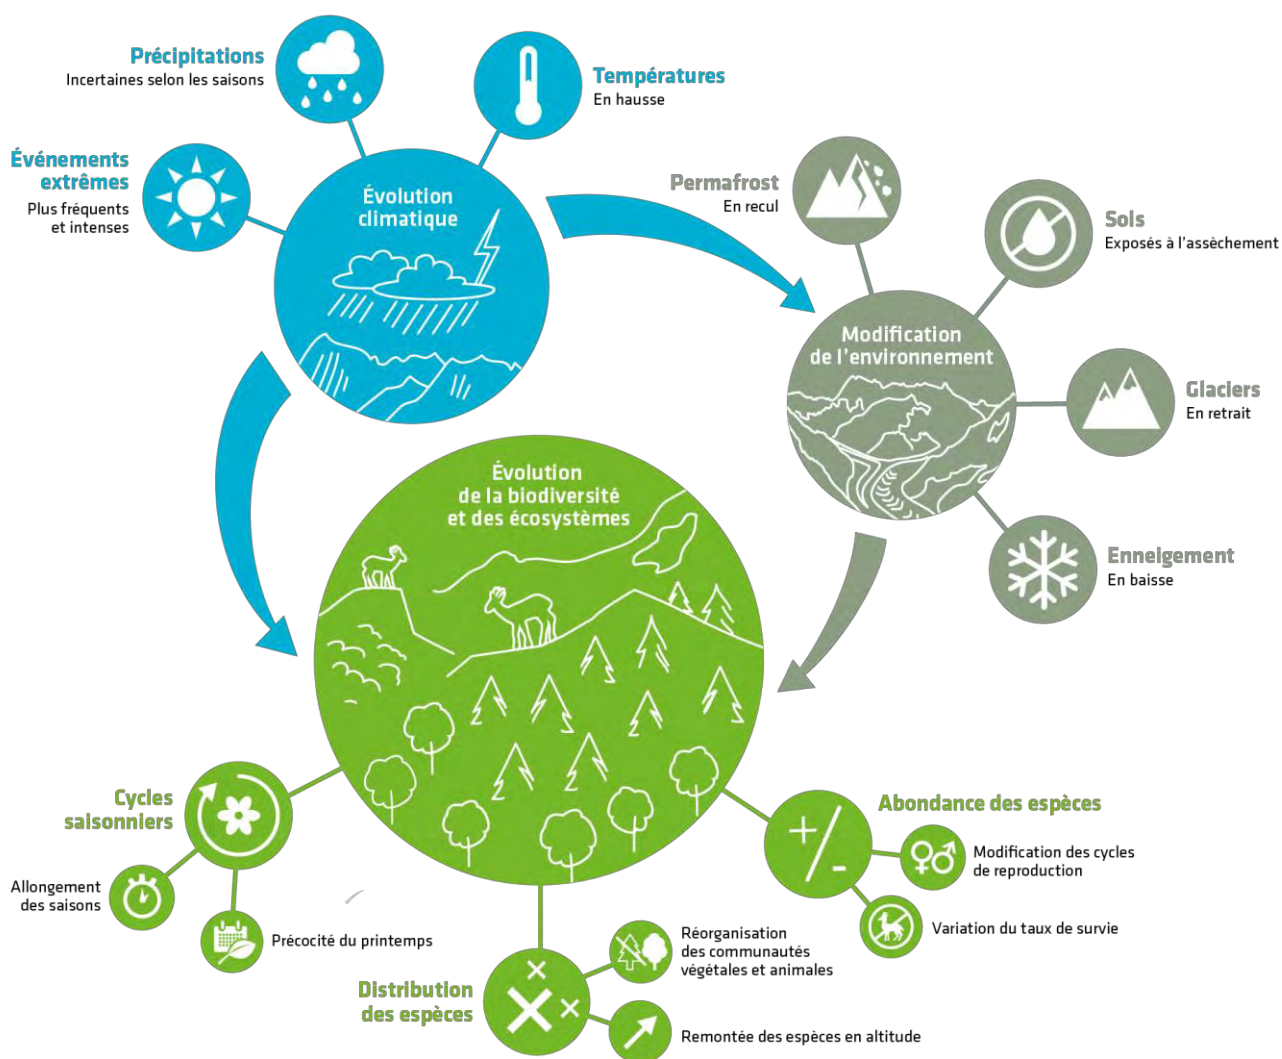 Précipitations
Incertaines selon les saisons
Températures
En hausse
Événements
extrêmes
Plus fréquents
et intenses
Évolution
climatique
Permafrost
En recul
Sols
Exposés à l'assèchement
Modification
de l'environnement
Glaciers
En retrait
Enneigement
En baisse
Évolution
de la biodiversité
et des écosystèmes
Cycles
saisonniers
Allongement
des saisons
Précocité du printemps
Distribution
des espèces
Réorganisation
des communautés
végétales et animales
Remontée des espèces en altitude
Abondance des espèces
Modification des cycles
de reproduction
Variation du taux de survie